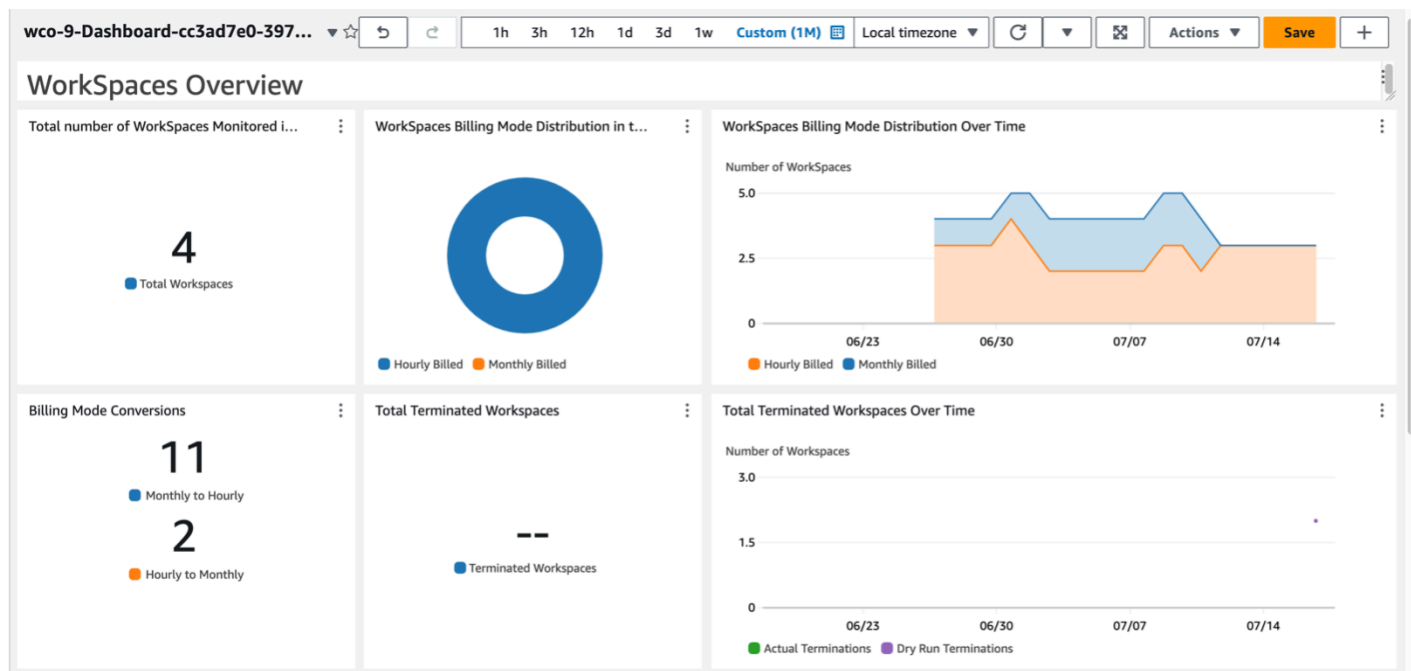 wco-9-Dashboard-cc3ad7e0-397...
1h 3h 12h 1d 3d 1w Custom (1M) Local timezone Actions Save
WorkSpaces Overview
Total number of WorkSpaces Monitored i...
4
Total Workspaces
WorkSpaces Billing Mode Distribution in t...
Hourly Billed Monthly Billed
WorkSpaces Billing Mode Distribution Over Time
Number of WorkSpaces
5.0
2.5
0
06/23 06/30 07/07 07/14
Hourly Billed Monthly Billed
Billing Mode Conversions
11
Monthly to Hourly
2
Hourly to Monthly
Total Terminated Workspaces
--
Terminated Workspaces
Total Terminated Workspaces Over Time
Number of Workspaces
3.0
1.5
0
06/23 06/30 07/07 07/14
Actual Terminations Dry Run Terminations